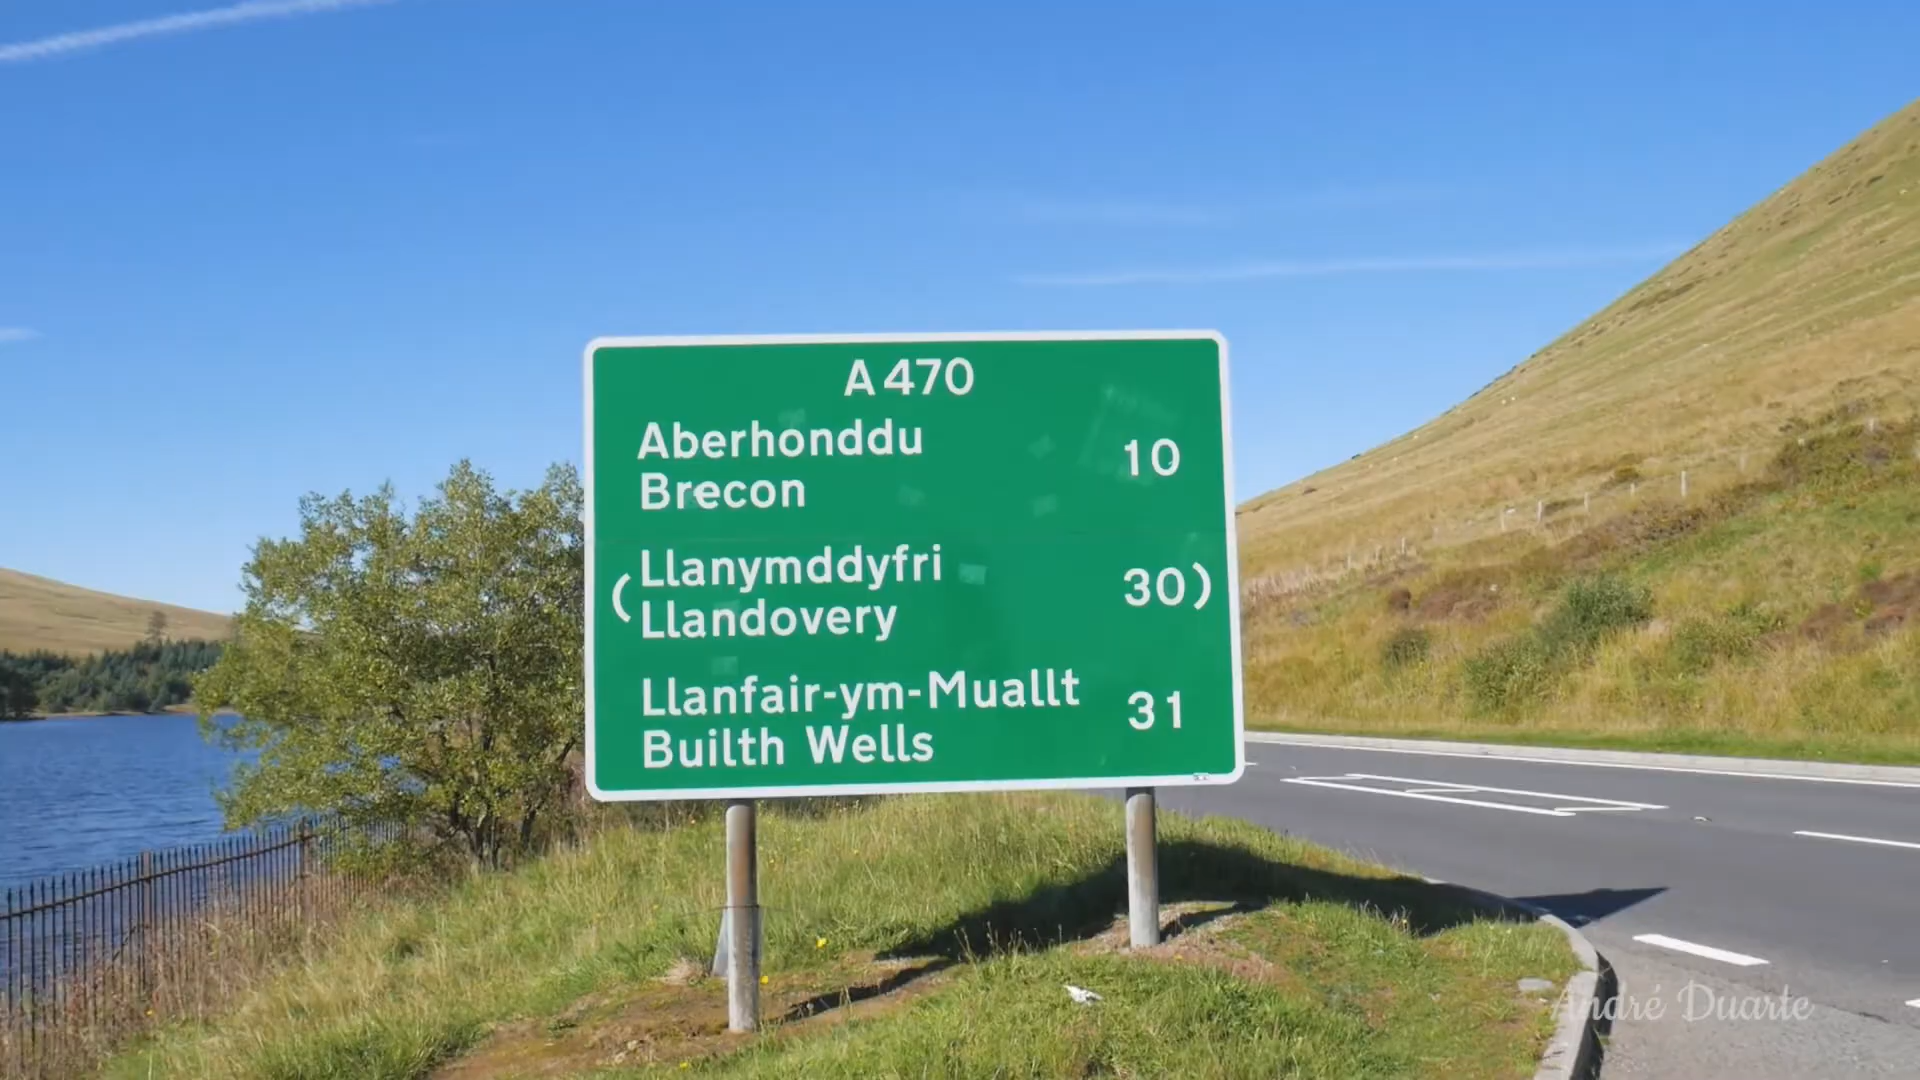 A470
Aberhonddu
Brecon
10
(Llanymddyfri
Llandovery
30)
Llanfair-ym-Muallt
Builth Wells
31
André Duarte